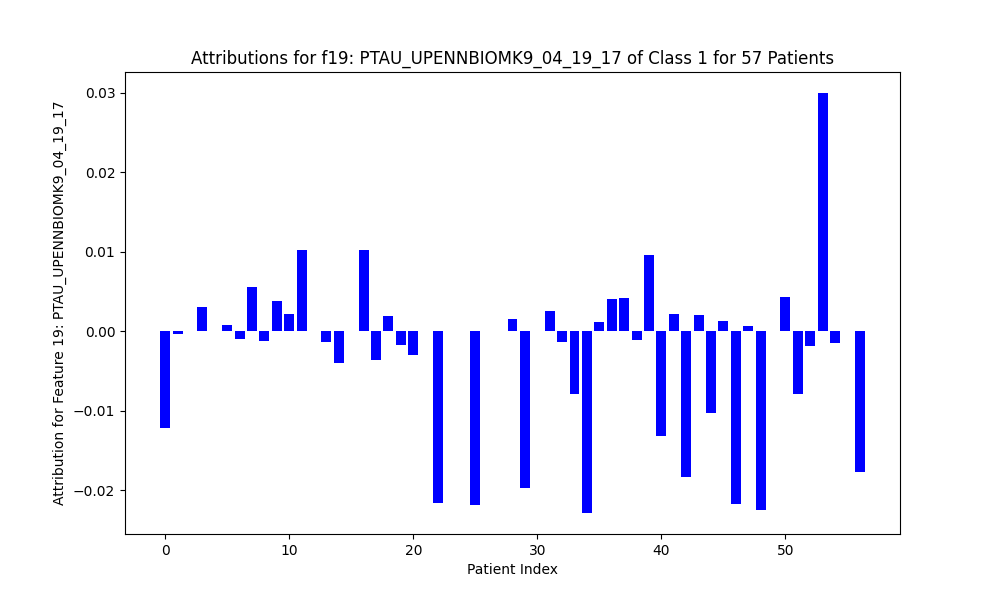 Attributions for f19: PTAU_UPENNBIOMK9_04_19_17 of Class 1 for 57 Patients
Attribution for Feature 19: PTAU_UPENNBIOMK9_04_19_17
0.03
0.02
0.01
0.00
−0.01
−0.02
0 10 20 30 40 50
Patient Index